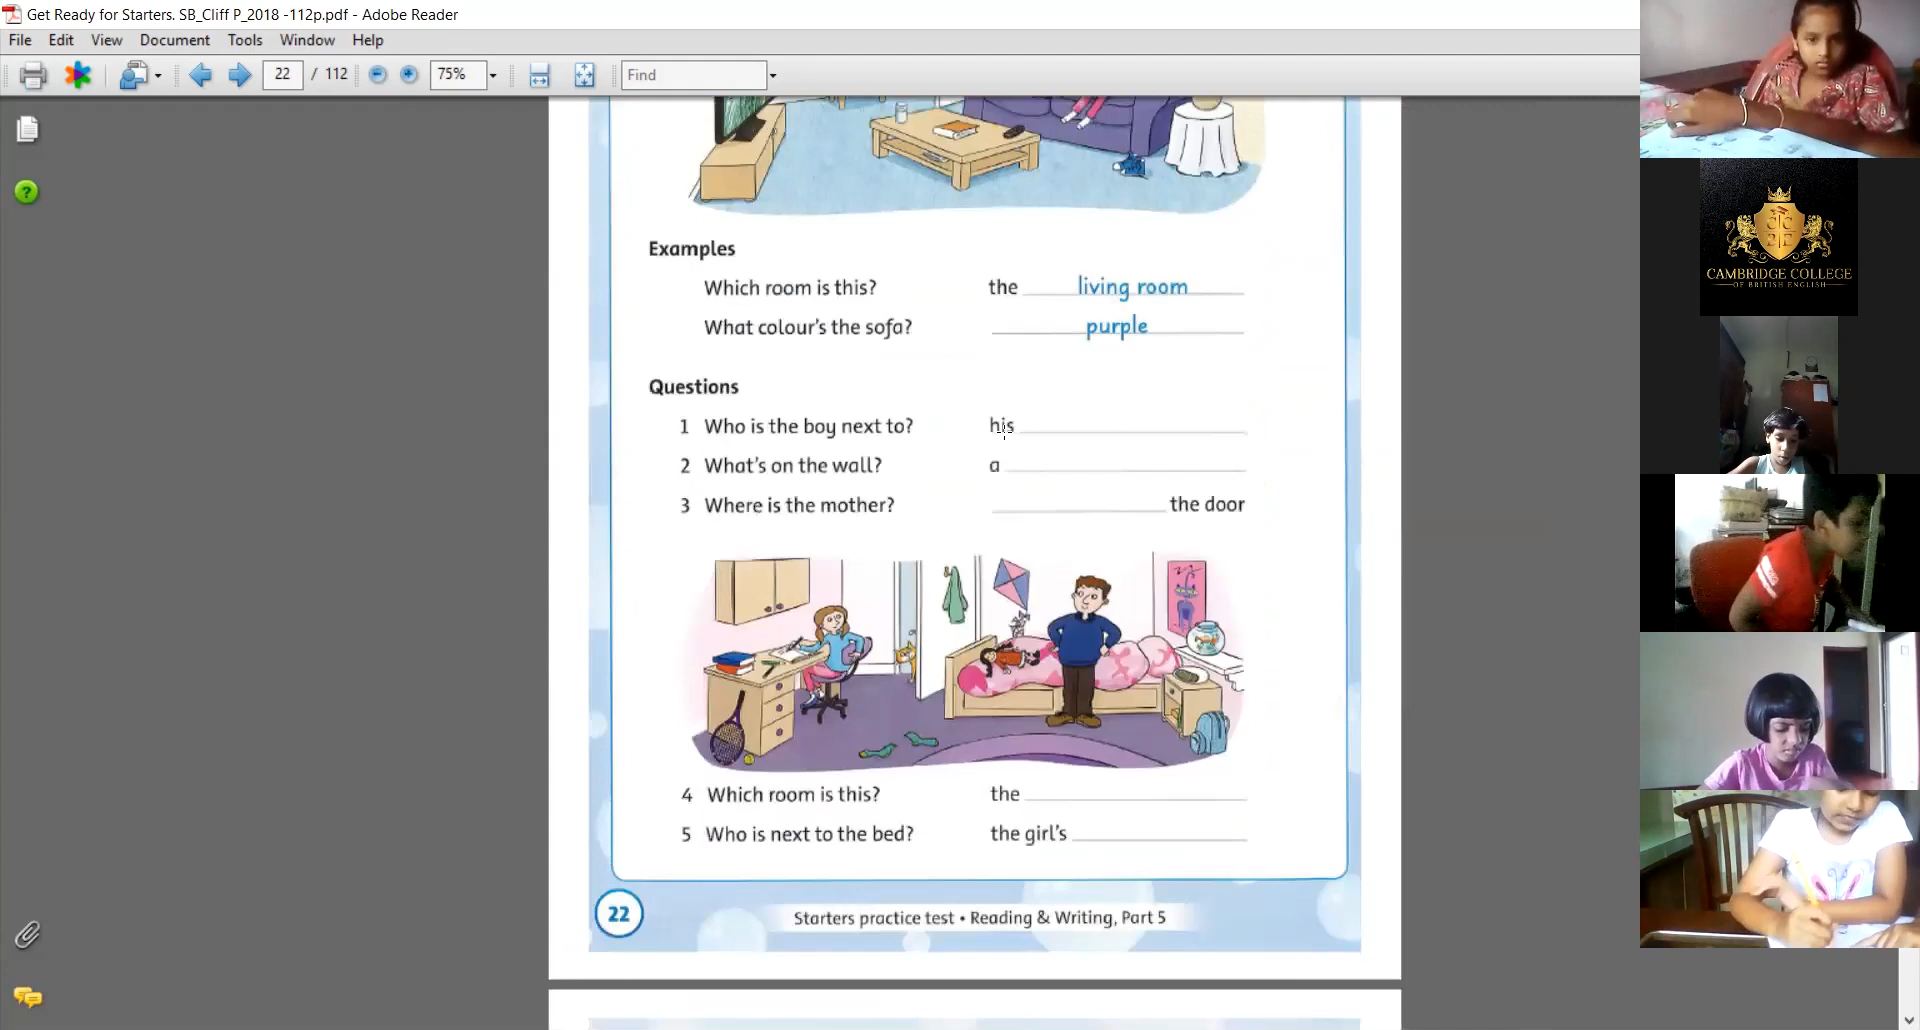 Get Ready for Starters. SB_Cliff P_2018 -112p.pdf - Adobe Reader
File Edit View Document Tools Window Help
22 / 112 75% Find
Examples
Which room is this? the living room
What colour's the sofa? purple
Questions
1 Who is the boy next to? his
2 What's on the wall? a
3 Where is the mother? the door
4 Which room is this? the
5 Who is next to the bed? the girl's
22
Starters practice test • Reading & Writing, Part 5
CAMBRIDGE COLLEGE
OF BRITISH ENGLISH